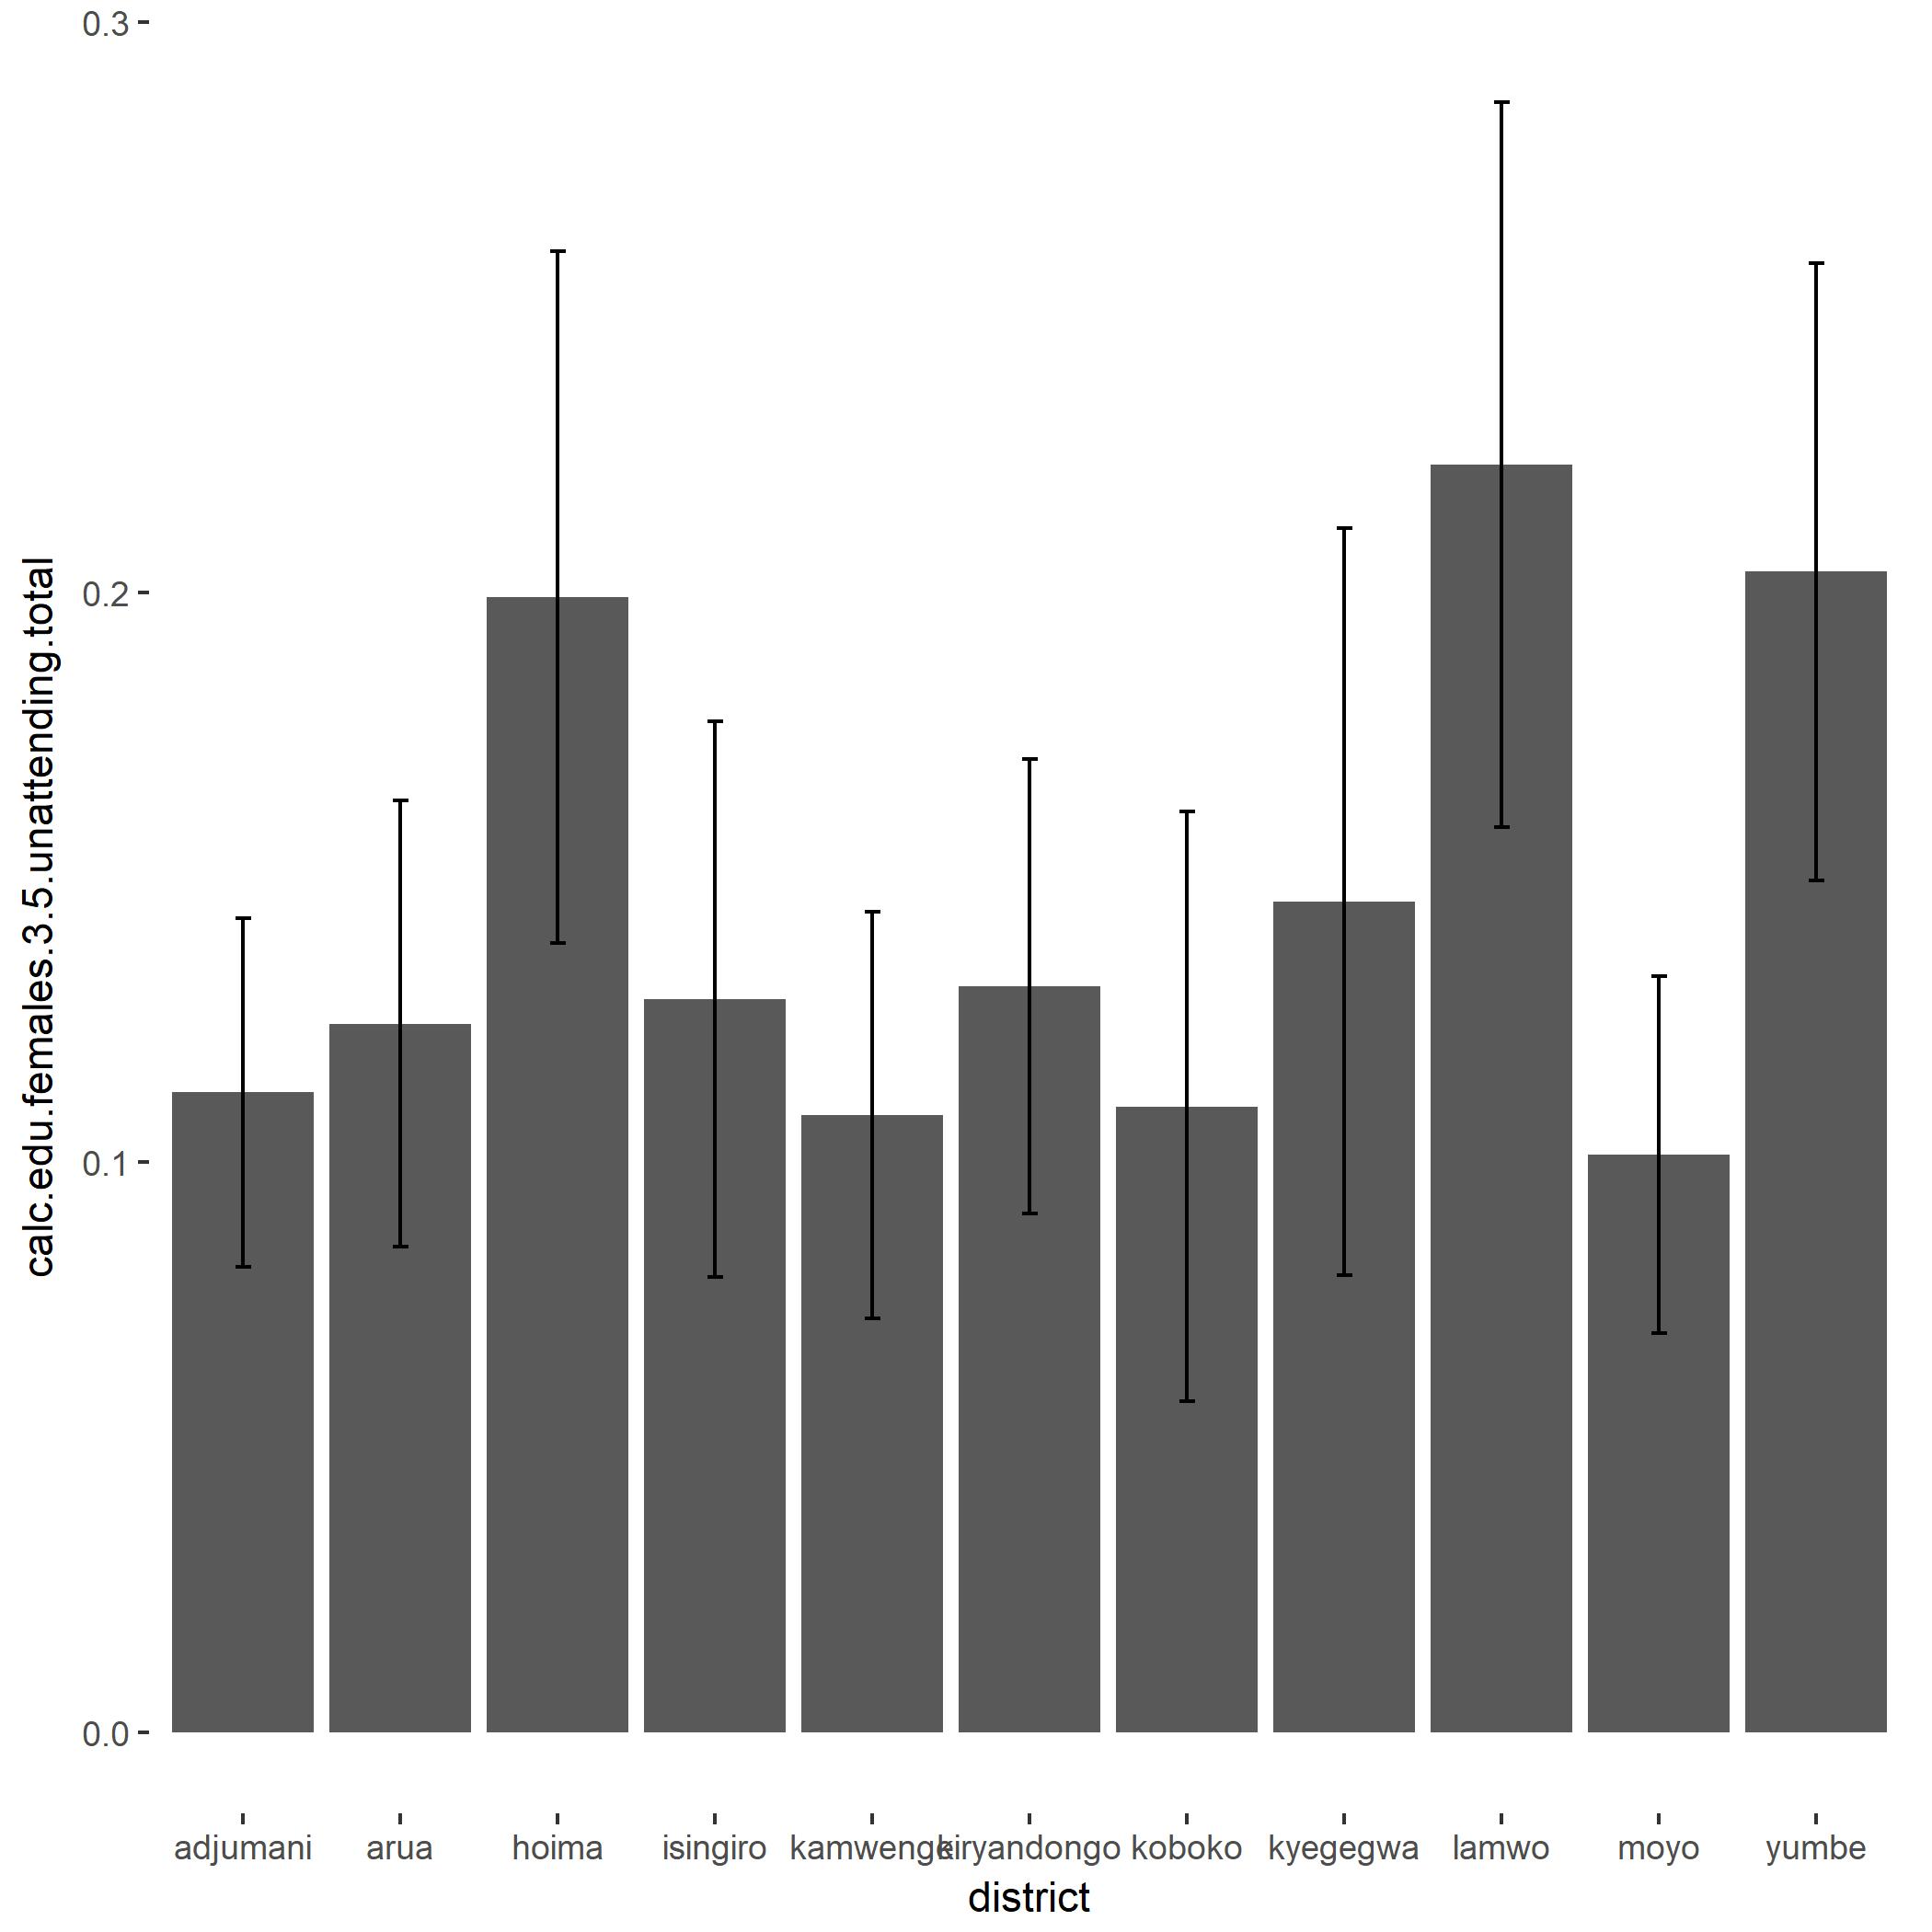 calc.edu.females.3.5.unattending.total
0.3
0.2
0.1
0.0
adjumani arua hoima isingiro kamwenge kiryandongo koboko kyegegwa lamwo moyo yumbe
district